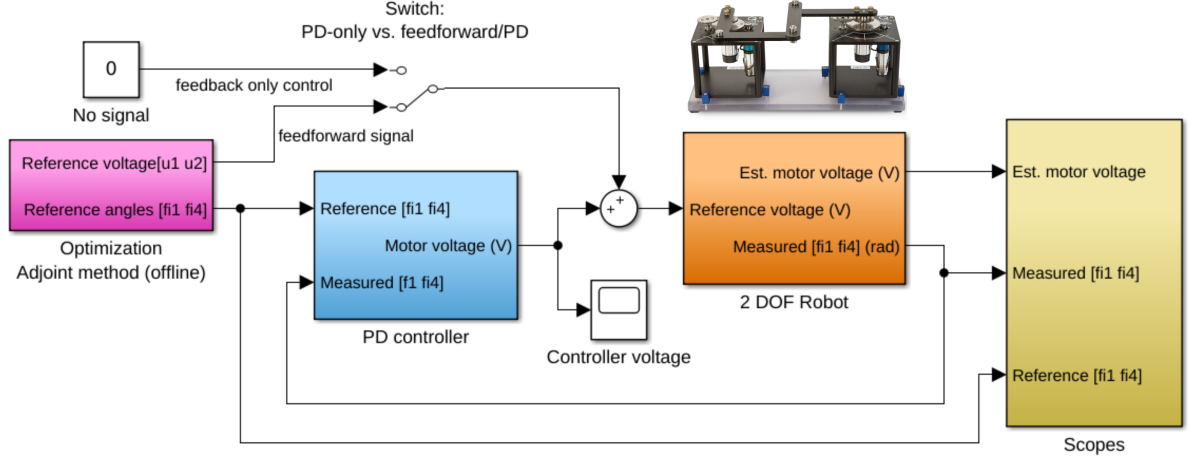 Switch:
PD-only vs. feedforward/PD
0
feedback only control
No signal
feedforward signal
Reference voltage[u1 u2]
Reference angles [fi1 fi4]
Optimization
Adjoint method (offline)
Reference [fi1 fi4]
Motor voltage (V)
Measured [f1 fi4]
PD controller
+
+
Controller voltage
Est. motor voltage (V)
Reference voltage (V)
Measured [fi1 fi4] (rad)
2 DOF Robot
Est. motor voltage
Measured [fi1 fi4]
Reference [fi1 fi4]
Scopes